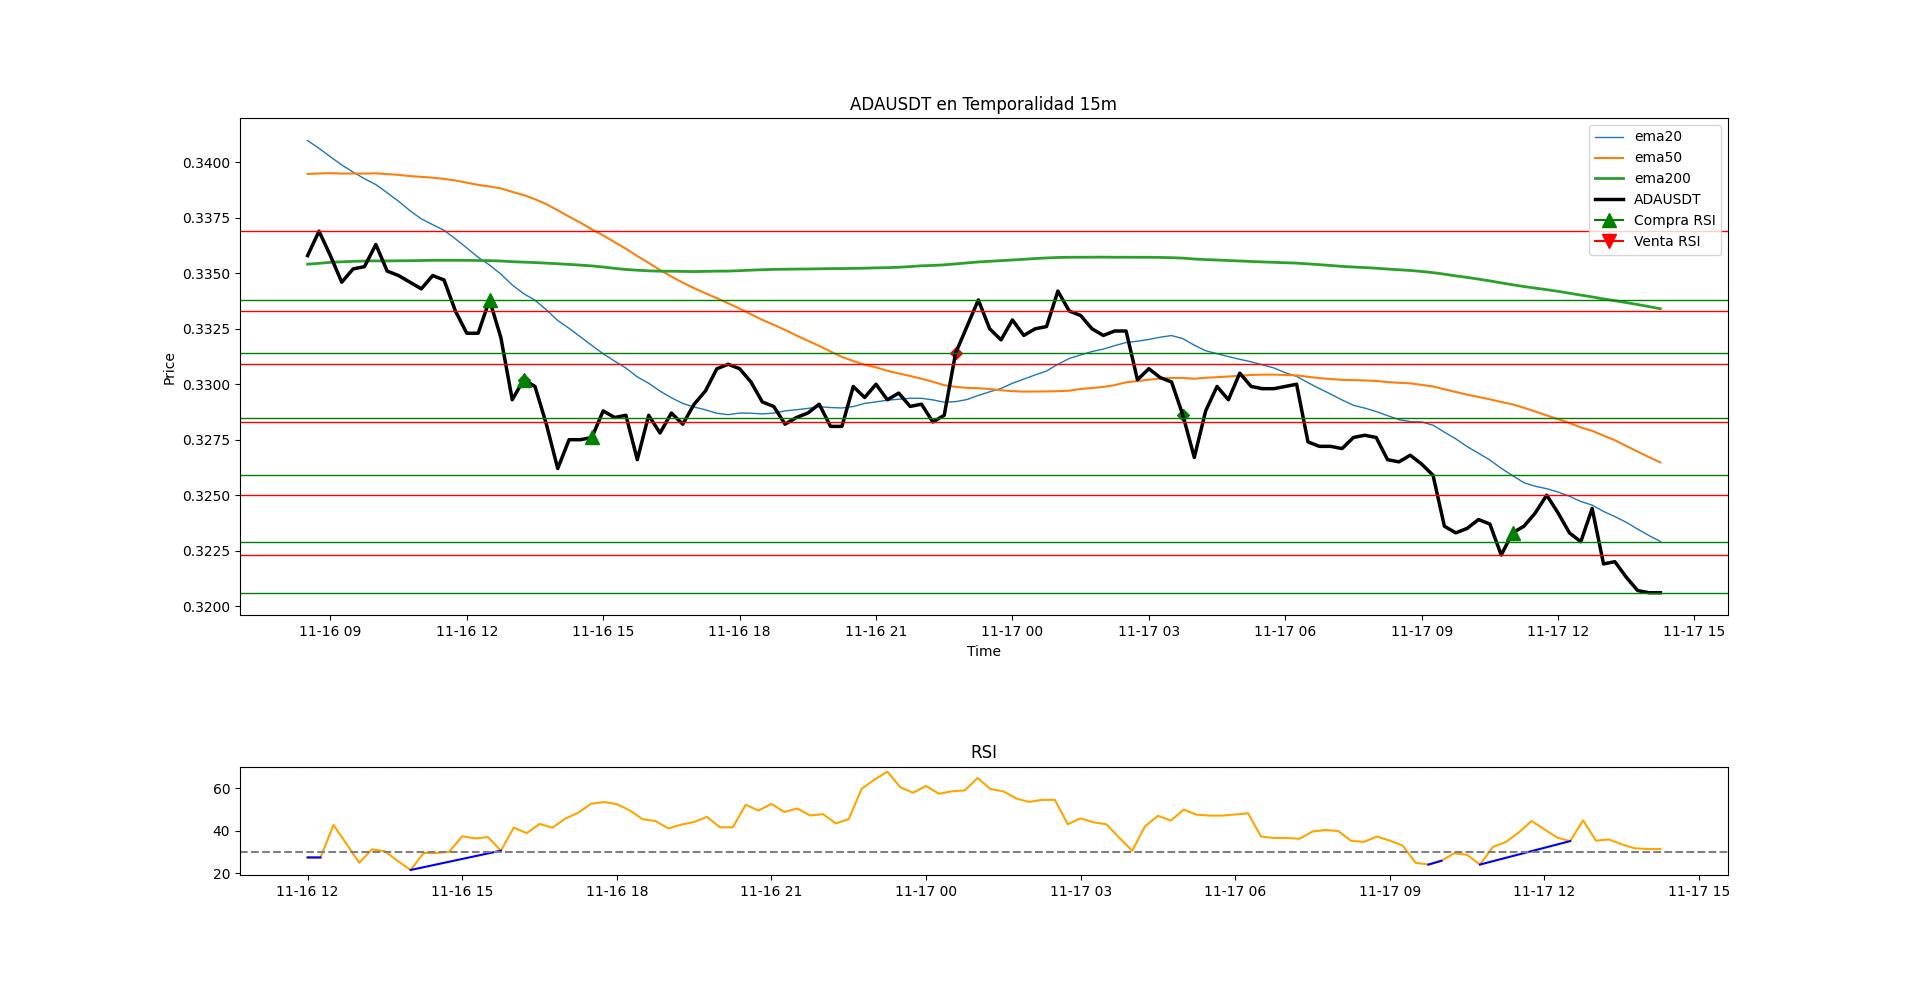 ADAUSDT en Temporalidad 15m
Price
0.3400
0.3375
0.3350
0.3325
0.3300
0.3275
0.3250
0.3225
0.3200
ema20
ema50
ema200
ADAUSDT
Compra RSI
Venta RSI
11-16 09 11-16 12 11-16 15 11-16 18 11-16 21 11-17 00 11-17 03 11-17 06 11-17 09 11-17 12 11-17 15
Time
RSI
60
40
20
11-16 12 11-16 15 11-16 18 11-16 21 11-17 00 11-17 03 11-17 06 11-17 09 11-17 12 11-17 15